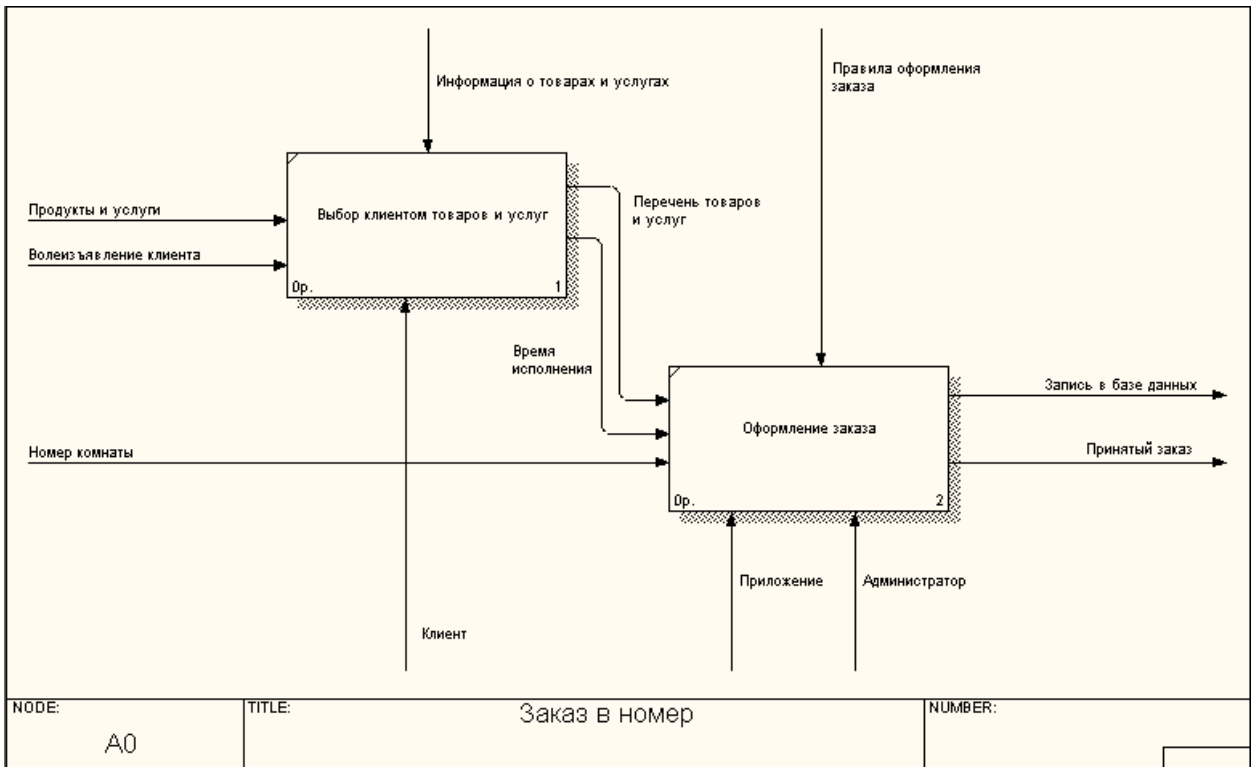 Информация о товарах и услугах
Правила оформления
заказа
Продукты и услуги
Волеизъявление клиента
Выбор клиентом товаров и услуг
0р.
1
Перечень товаров
и услуг
Время
исполнения
Номер комнаты
Оформление заказа
0р.
2
Запись в базе данных
Принятый заказ
Приложение
Администратор
Клиент
NODE:
A0
TITLE:
Заказ в номер
NUMBER: